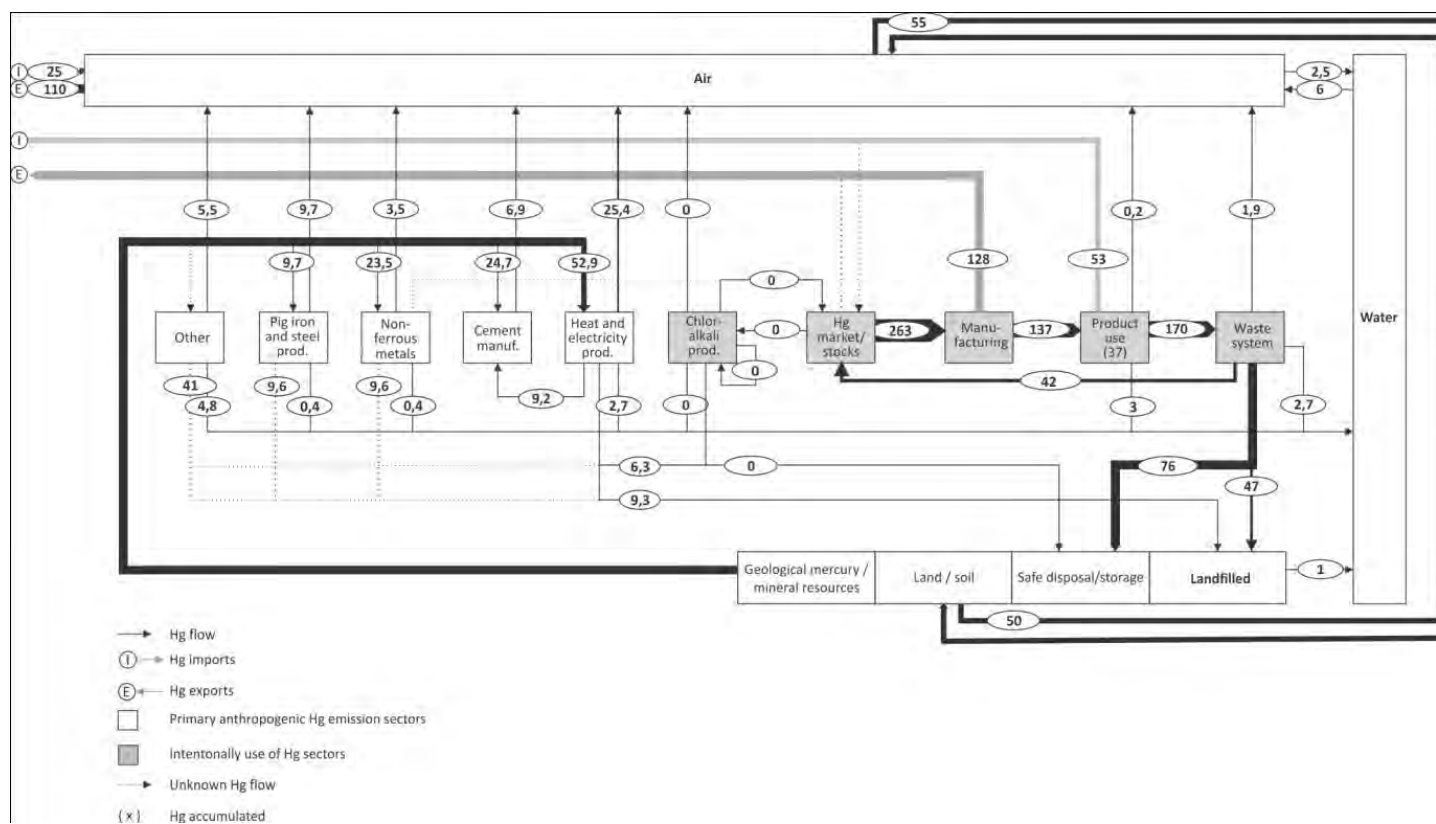 55
Air
I 25
E 110
2,5
6
I
E
5,5
9,7
3,5
6,9
25,4
0
0,2
1,9
9,7
23,5
24,7
52,9
0
128
53
Other
Pig iron
and steel
prod.
Non-
ferrous
metals
Cement
manuf.
Heat and
electricity
prod.
Chlor-
alkali
prod.
0
Hg
market/
stocks
263
Manu-
facturing
137
Product
use
(37)
170
Waste
system
Water
0
41
9,6
9,6
9,2
42
4,8
0,4
0,4
2,7
0
3
2,7
6,3
0
76
9,3
47
Geological mercury /
mineral resources
Land / soil
Safe disposal/storage
Landfilled
1
50
Hg flow
I Hg imports
E Hg exports
Primary anthropogenic Hg emission sectors
Intentonally use of Hg sectors
Unknown Hg flow
(x) Hg accumulated